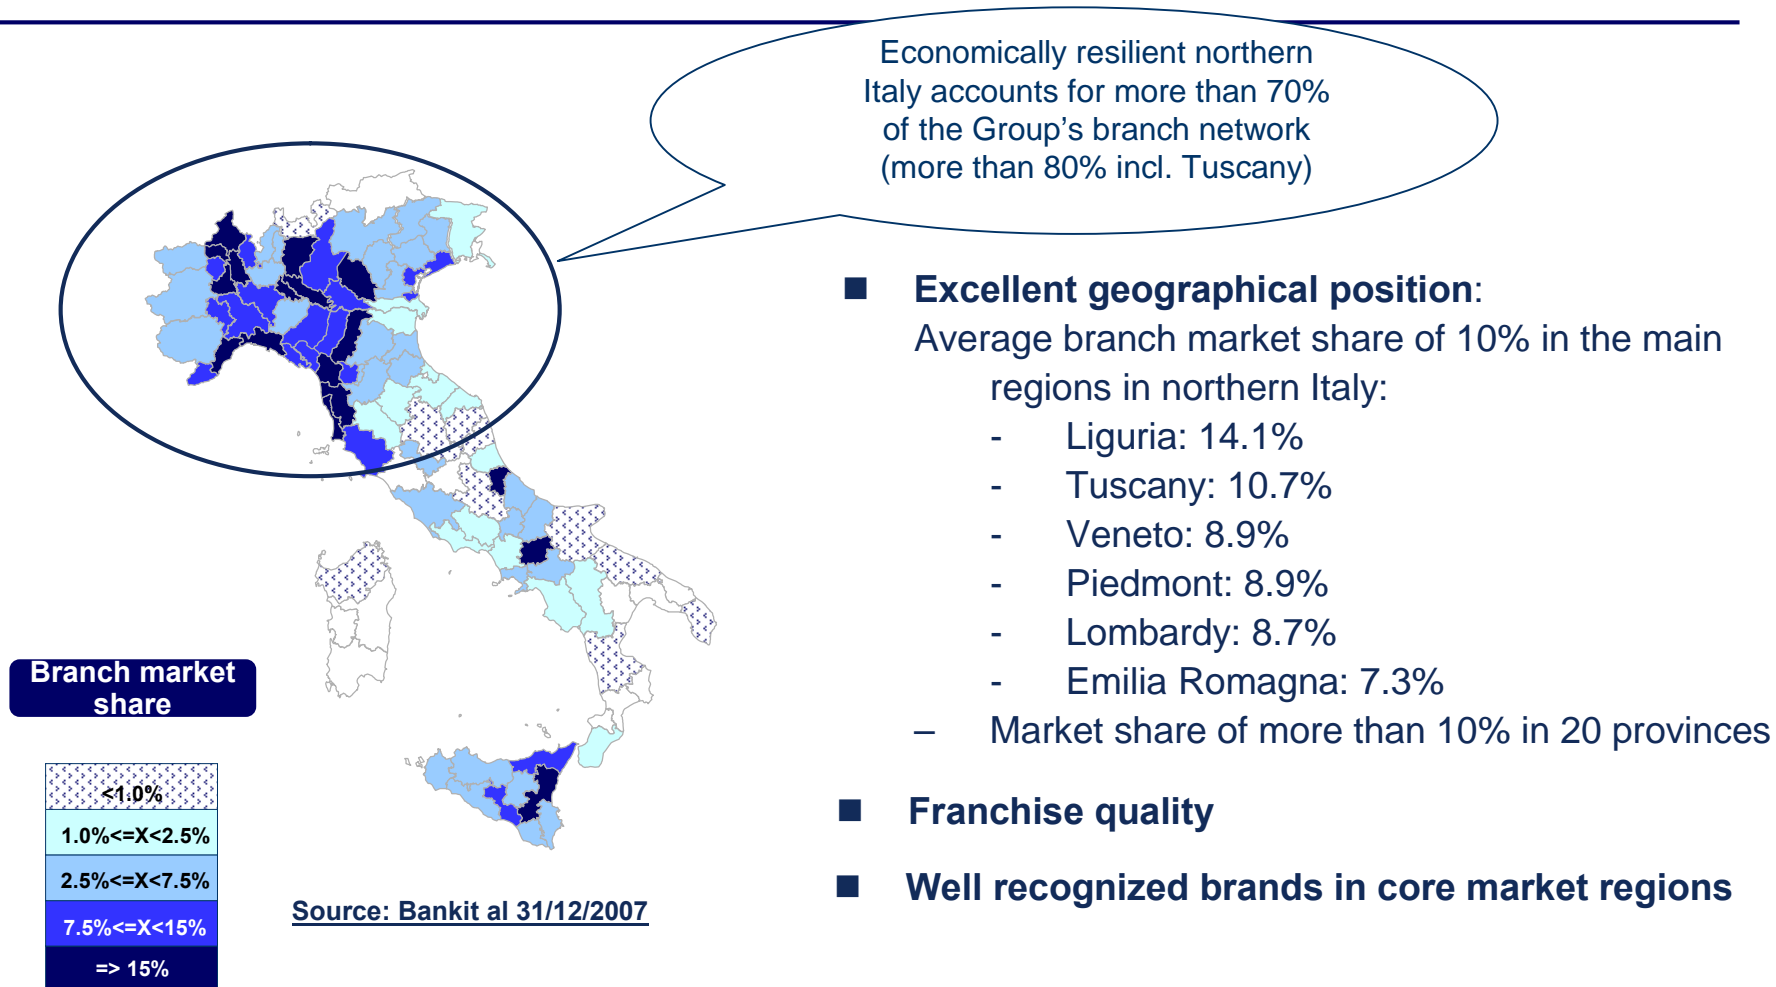 Economically resilient northern
Italy accounts for more than 70%
of the Group's branch network
(more than 80% incl. Tuscany)
■ Excellent geographical position:
Average branch market share of 10% in the main
regions in northern Italy:
- Liguria: 14.1%
- Tuscany: 10.7%
- Veneto: 8.9%
- Piedmont: 8.9%
- Lombardy: 8.7%
- Emilia Romagna: 7.3%
– Market share of more than 10% in 20 provinces
■ Franchise quality
■ Well recognized brands in core market regions
Branch market
share
<1.0%
1.0%<=X<2.5%
2.5%<=X<7.5%
7.5%<=X<15%
=> 15%
Source: Bankit al 31/12/2007